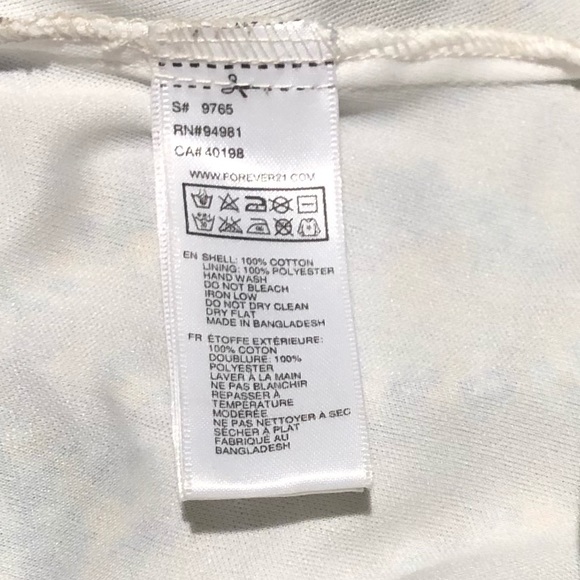 S# 9765
RN#94981
CA#40198
WWW.FOREVER21.COM
EN SHELL: 100% COTTON
LINING: 100% POLYESTER
HAND WASH
DO NOT BLEACH
IRON LOW
DO NOT DRY CLEAN
DRY FLAT
MADE IN BANGLADESH
FR ÉTOFFE EXTÉRIEURE:
100% COTON
DOUBLURE: 100%
POLYESTER
LAVER À LA MAIN
NE PAS BLANCHIR
REPASSER À
TEMPÉRATURE
MODÉRÉE
NE PAS NETTOYER À SEC
SÉCHER À PLAT
FABRIQUÉ AU
BANGLADESH